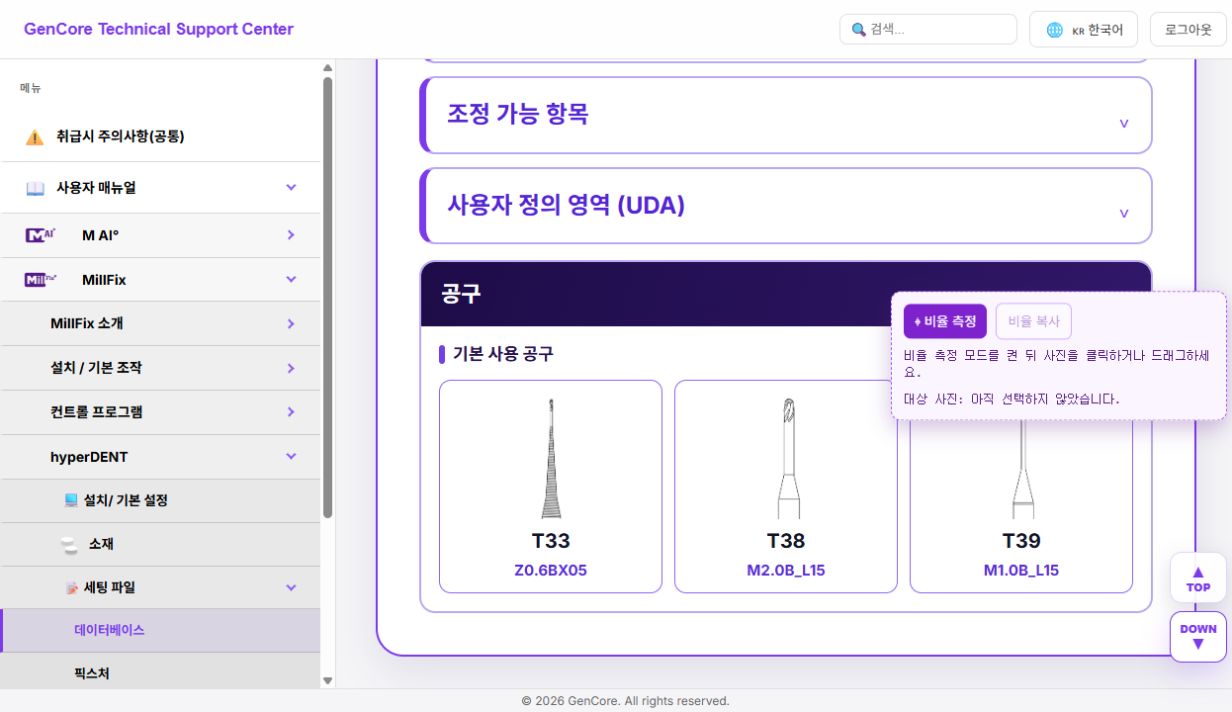 GenCore Technical Support Center
검색...
KR 한국어
로그아웃
메뉴
취급시 주의사항(공통)
사용자 매뉴얼
M AI°
M AI°
MillFix
MillFix 소개
설치 / 기본 조작
컨트롤 프로그램
hyperDENT
설치/ 기본 설정
소재
세팅 파일
데이터베이스
픽스처
조정 가능 항목
v
사용자 정의 영역 (UDA)
v
공구
기본 사용 공구
T33
Z0.6BX05
T38
M2.0B_L15
T39
M1.0B_L15
비율 측정
비율 복사
비율 측정 모드를 켠 뒤 사진을 클릭하거나 드래그하세
요.
대상 사진: 아직 선택하지 않았습니다.
▲
TOP
DOWN
▼
© 2026 GenCore. All rights reserved.